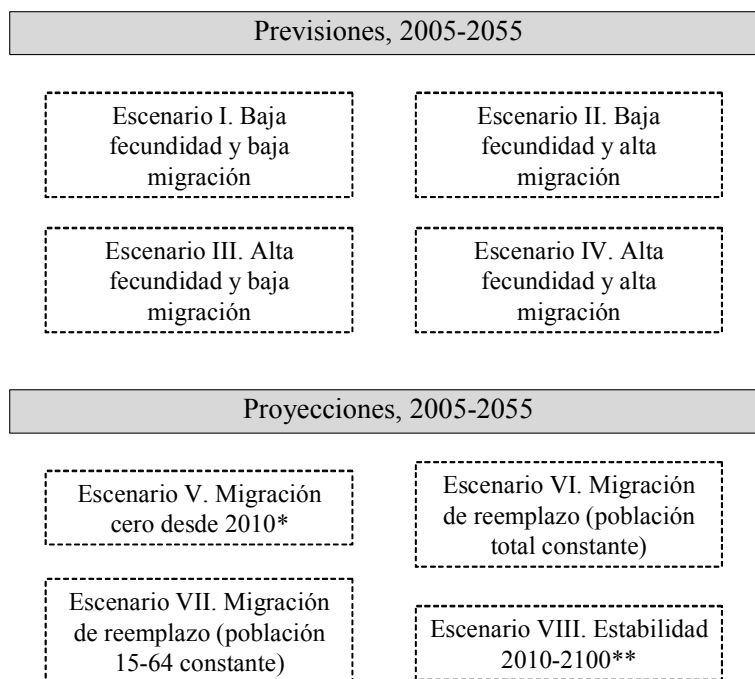 Previsiones, 2005-2055
Escenario I. Baja
fecundidad y baja
migración
Escenario II. Baja
fecundidad y alta
migración
Escenario III. Alta
fecundidad y baja
migración
Escenario IV. Alta
fecundidad y alta
migración
Proyecciones, 2005-2055
Escenario V. Migración
cero desde 2010*
Escenario VI. Migración
de reemplazo (población
total constante)
Escenario VII. Migración
de reemplazo (población
15-64 constante)
Escenario VIII. Estabilidad
2010-2100**